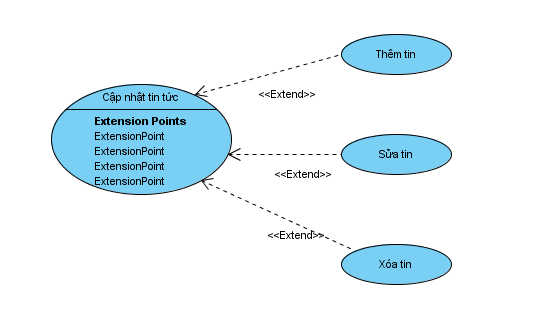 Thêm tin
Cập nhật tin tức
<<Extend>>
Extension Points
ExtensionPoint
ExtensionPoint
ExtensionPoint
ExtensionPoint
Sửa tin
<<Extend>>
<<Extend>>
Xóa tin